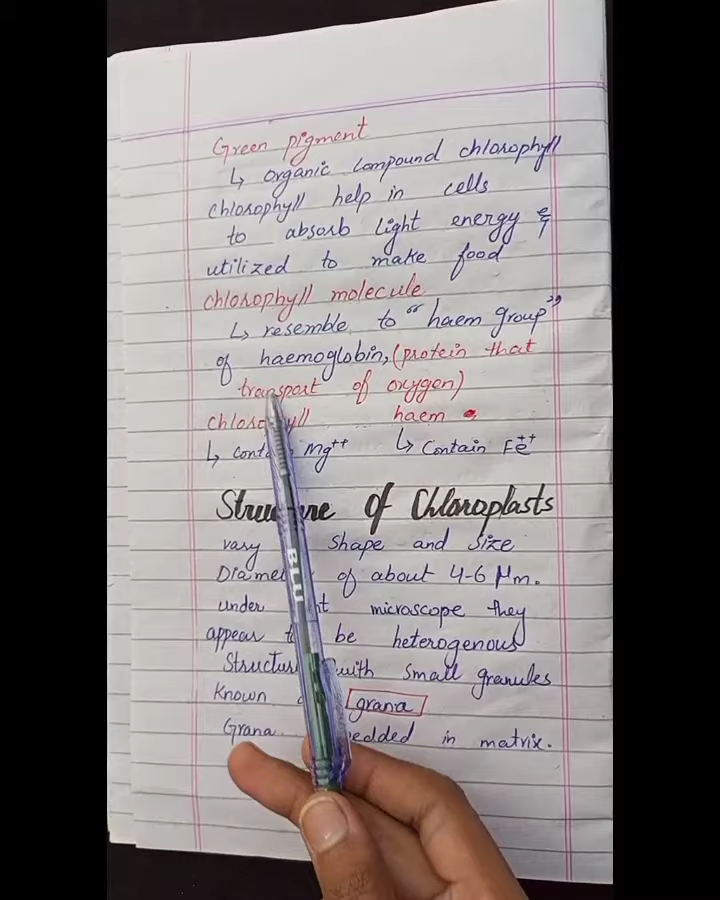 Green pigment
↳ organic compound chlorophyll
chlorophyll help in cells
to absorb light energy &
utilized to make food
chlorophyll molecule
↳ resemble to "haem group"
of haemoglobin, (protein that
transport of oxygen)
haem
↳ Mg++ ↳ Contain Fe++
of Chloroplasts
vary shape and size
of about 4-6 µm.
under microscope they
appear be heterogenous
with small granules
Known grana
Grana in matrix.
BLU